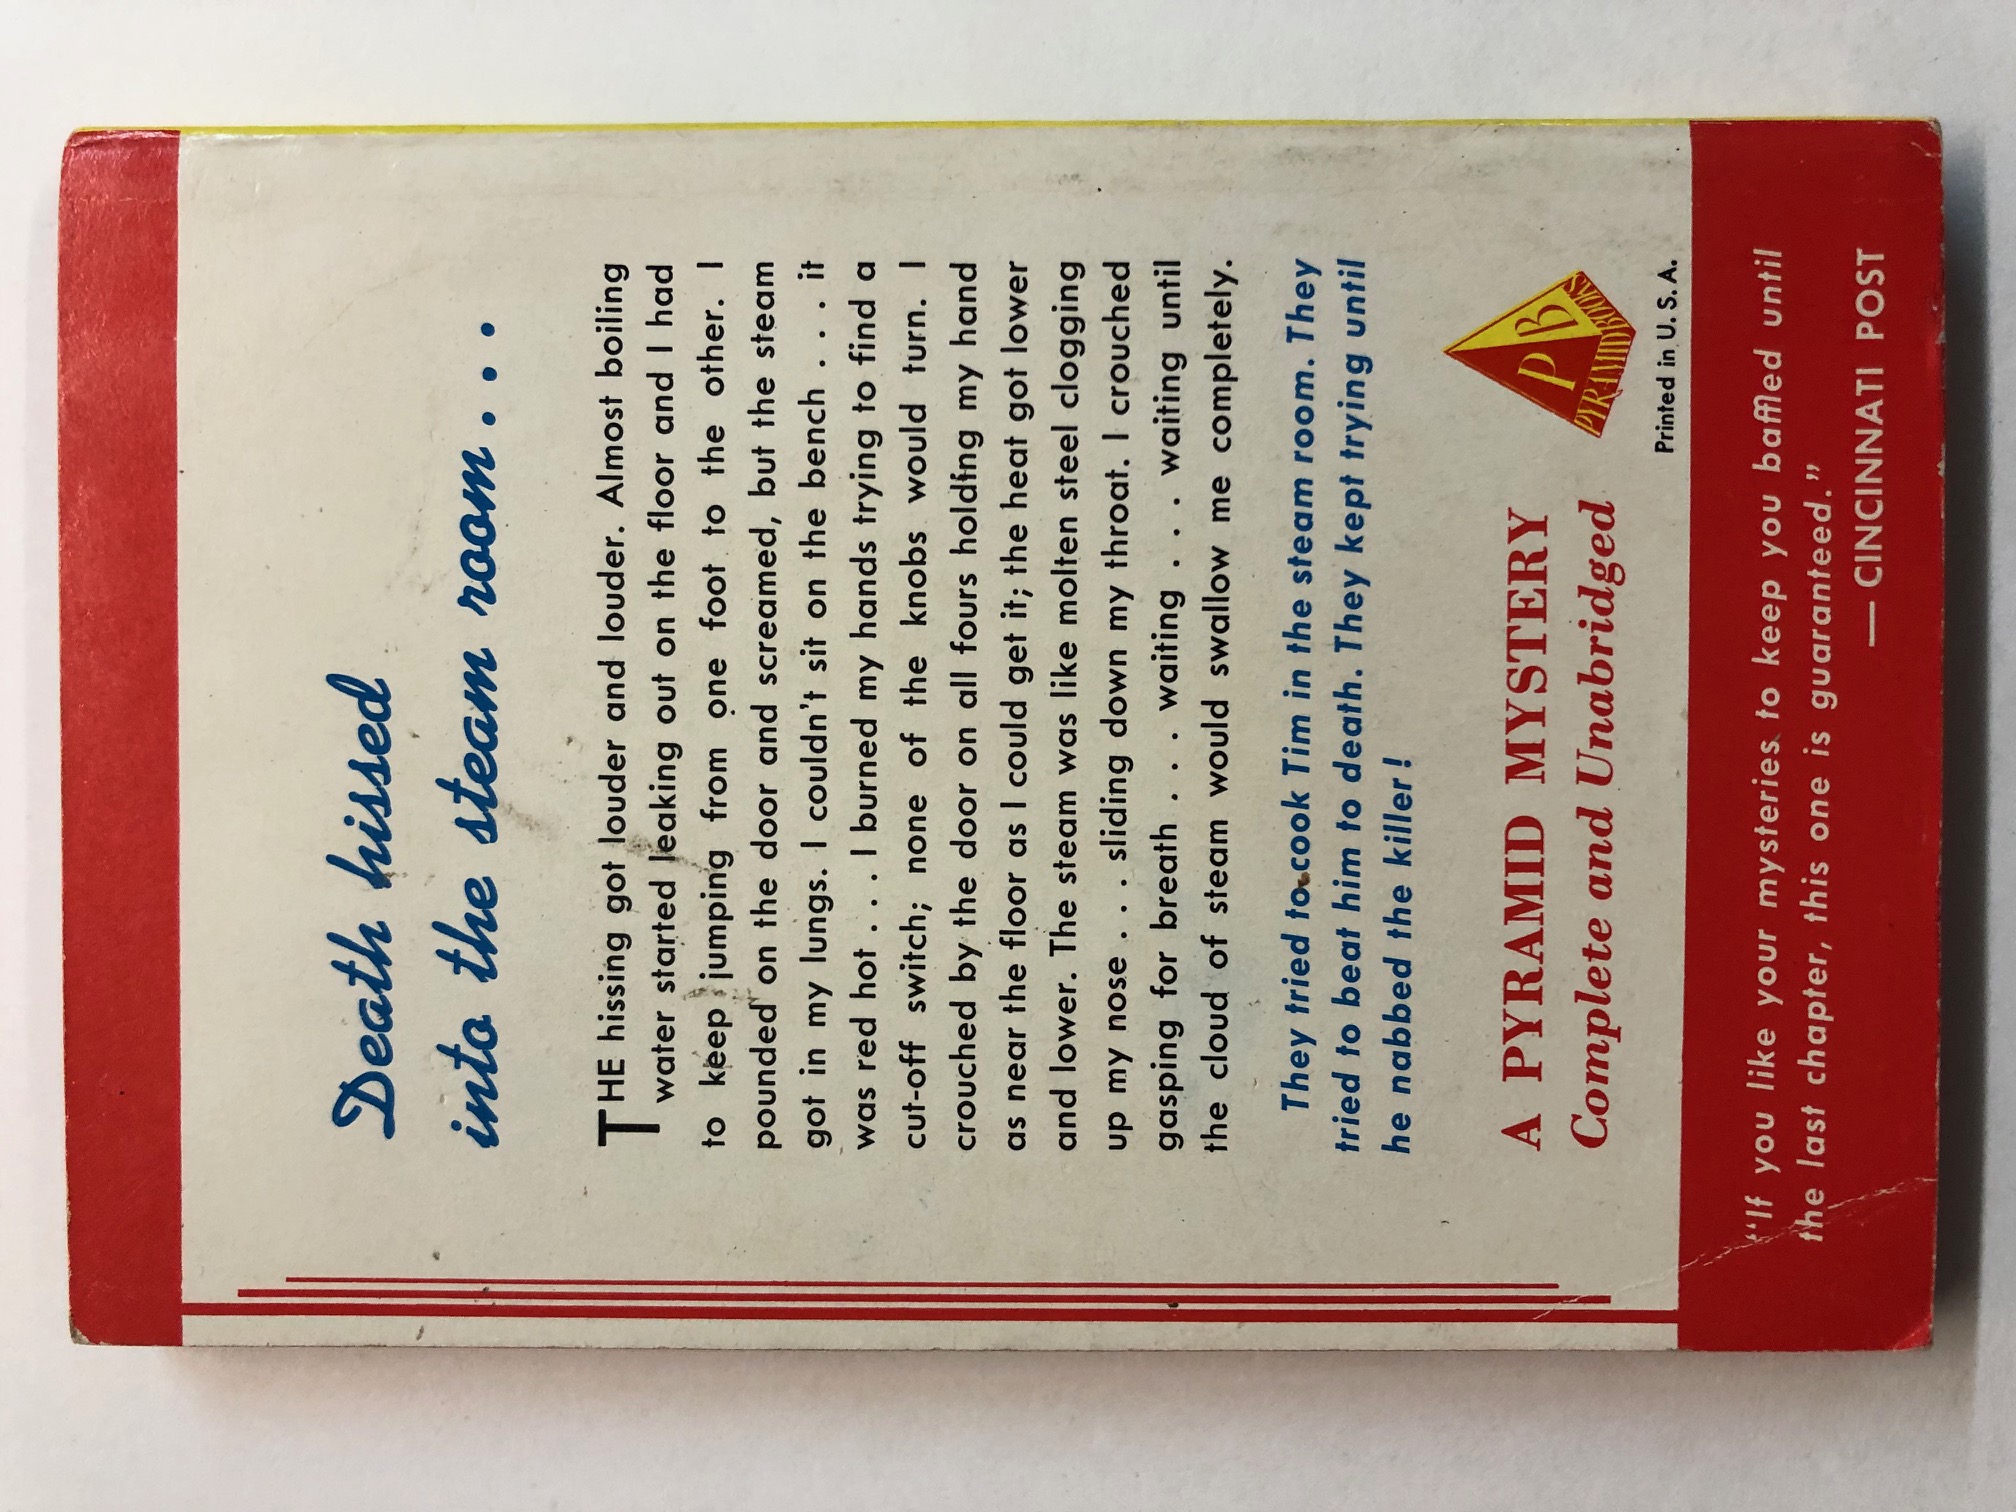 Death hissed
into the steam room...
THE hissing got louder and louder. Almost boiling
water started leaking out on the floor and I had
to keep jumping from one foot to the other. I
pounded on the door and screamed, but the steam
got in my lungs. I couldn't sit on the bench . . . it
was red hot . . . I burned my hands trying to find a
cut-off switch; none of the knobs would turn. I
crouched by the door on all fours holding my hand
as near the floor as I could get it; the heat got lower
and lower. The steam was like molten steel clogging
up my nose . . . sliding down my throat. I crouched
gasping for breath . . . waiting . . . waiting until
the cloud of steam would swallow me completely.
They tried to cook Tim in the steam room. They
tried to beat him to death. They kept trying until
he nabbed the killer!
A PYRAMID MYSTERY
Complete and Unabridged
P B
PYRAMID BOOKS
Printed in U. S. A.
"If you like your mysteries to keep you baffled until
the last chapter, this one is guaranteed."
— CINCINNATI POST